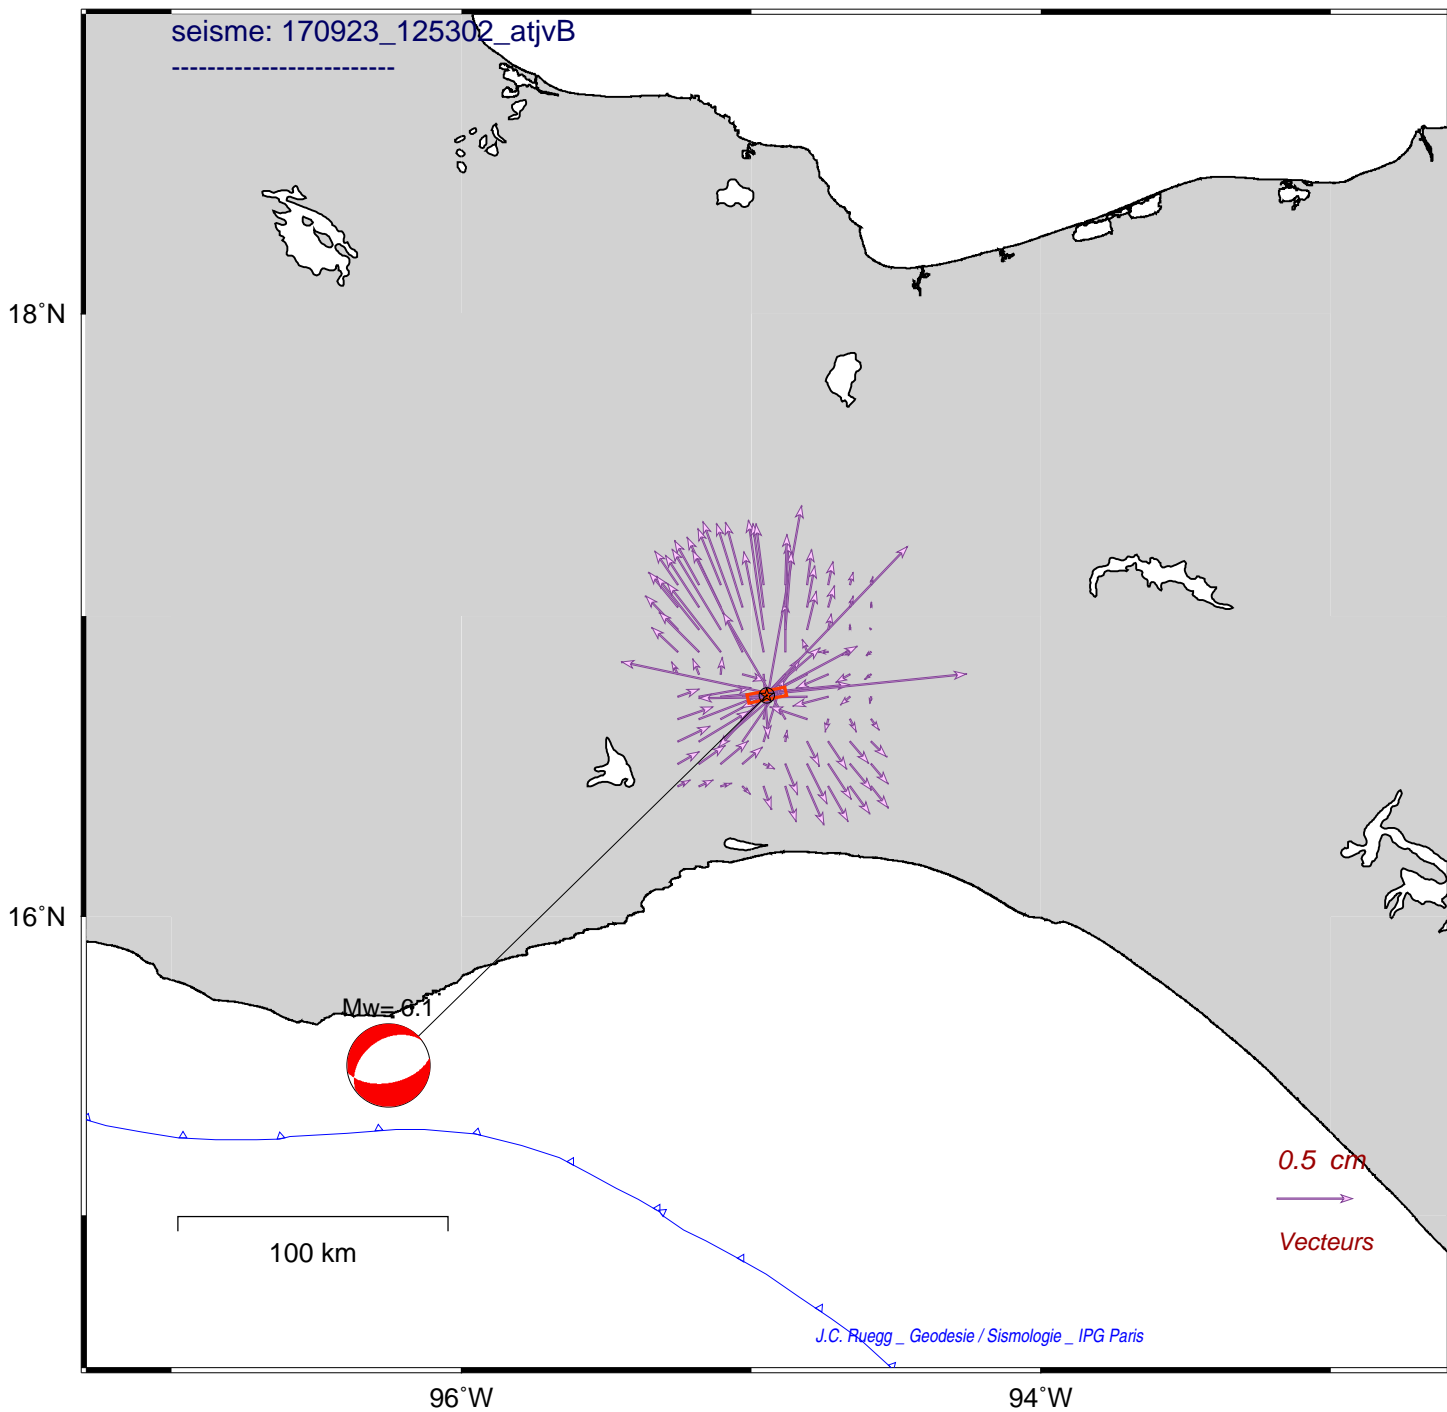 seisme: 170923_125302_atjvB
-------------------------
18°N
16°N
Mw= 6.1
0.5 cm
Vecteurs
100 km
J.C. Ruegg _ Geodesie / Sismologie _ IPG Paris
96°W
94°W